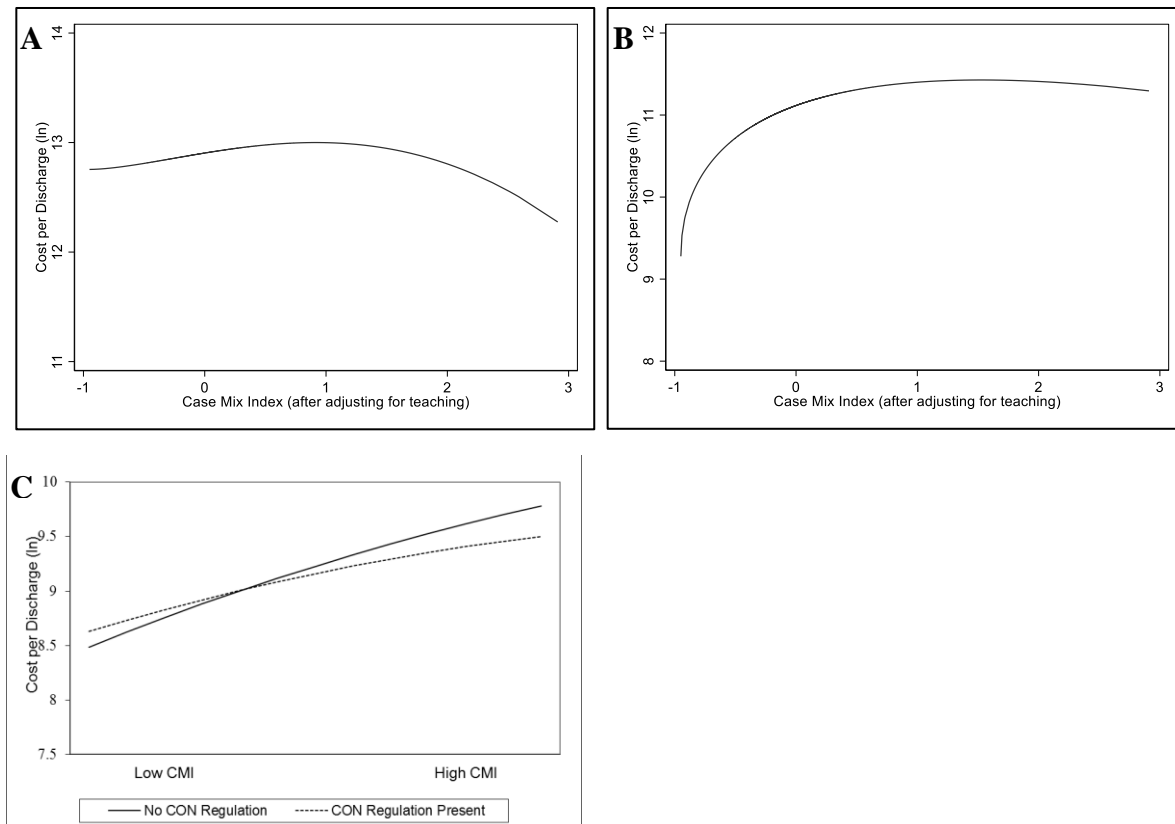 A
Cost per Discharge (ln)
14
13
12
11
-1 0 1 2 3
Case Mix Index (after adjusting for teaching)
B
Cost per Discharge (ln)
12
11
10
9
8
-1 0 1 2 3
Case Mix Index (after adjusting for teaching)
C
Cost per Discharge (ln)
10
9.5
9
8.5
8
7.5
Low CMI High CMI
No CON Regulation CON Regulation Present